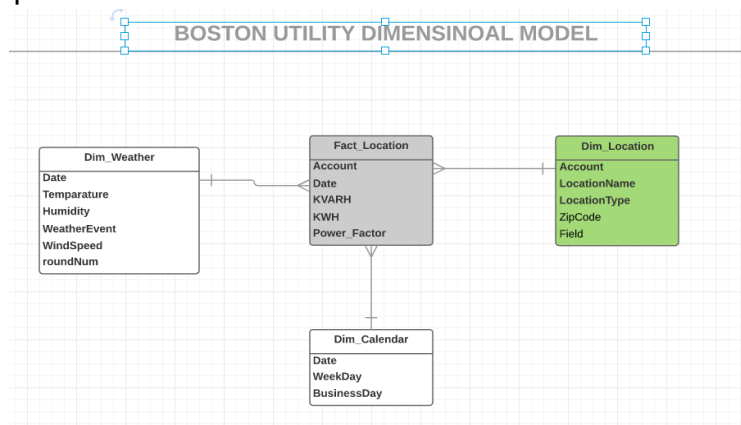 BOSTON UTILITY DIMENSINOAL MODEL
Dim_Weather
Date
Temparature
Humidity
WeatherEvent
WindSpeed
roundNum
Fact_Location
Account
Date
KVARH
KWH
Power_Factor
Dim_Location
Account
LocationName
LocationType
ZipCode
Field
Dim_Calendar
Date
WeekDay
BusinessDay